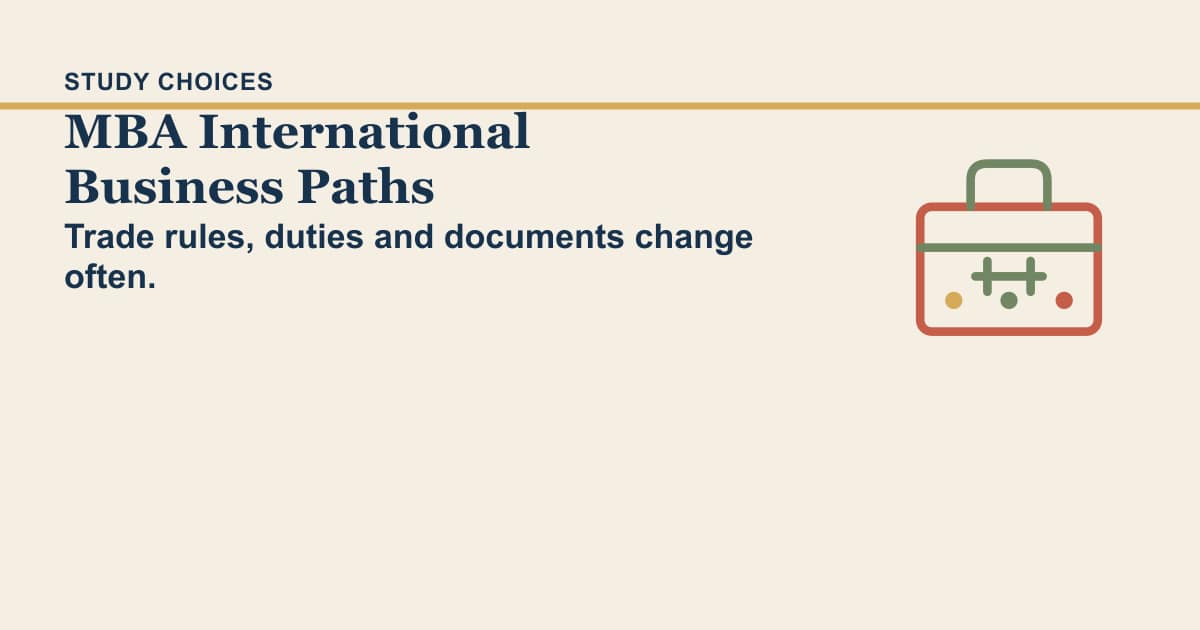 STUDY CHOICES
MBA International
Business Paths
Trade rules, duties and documents change
often.